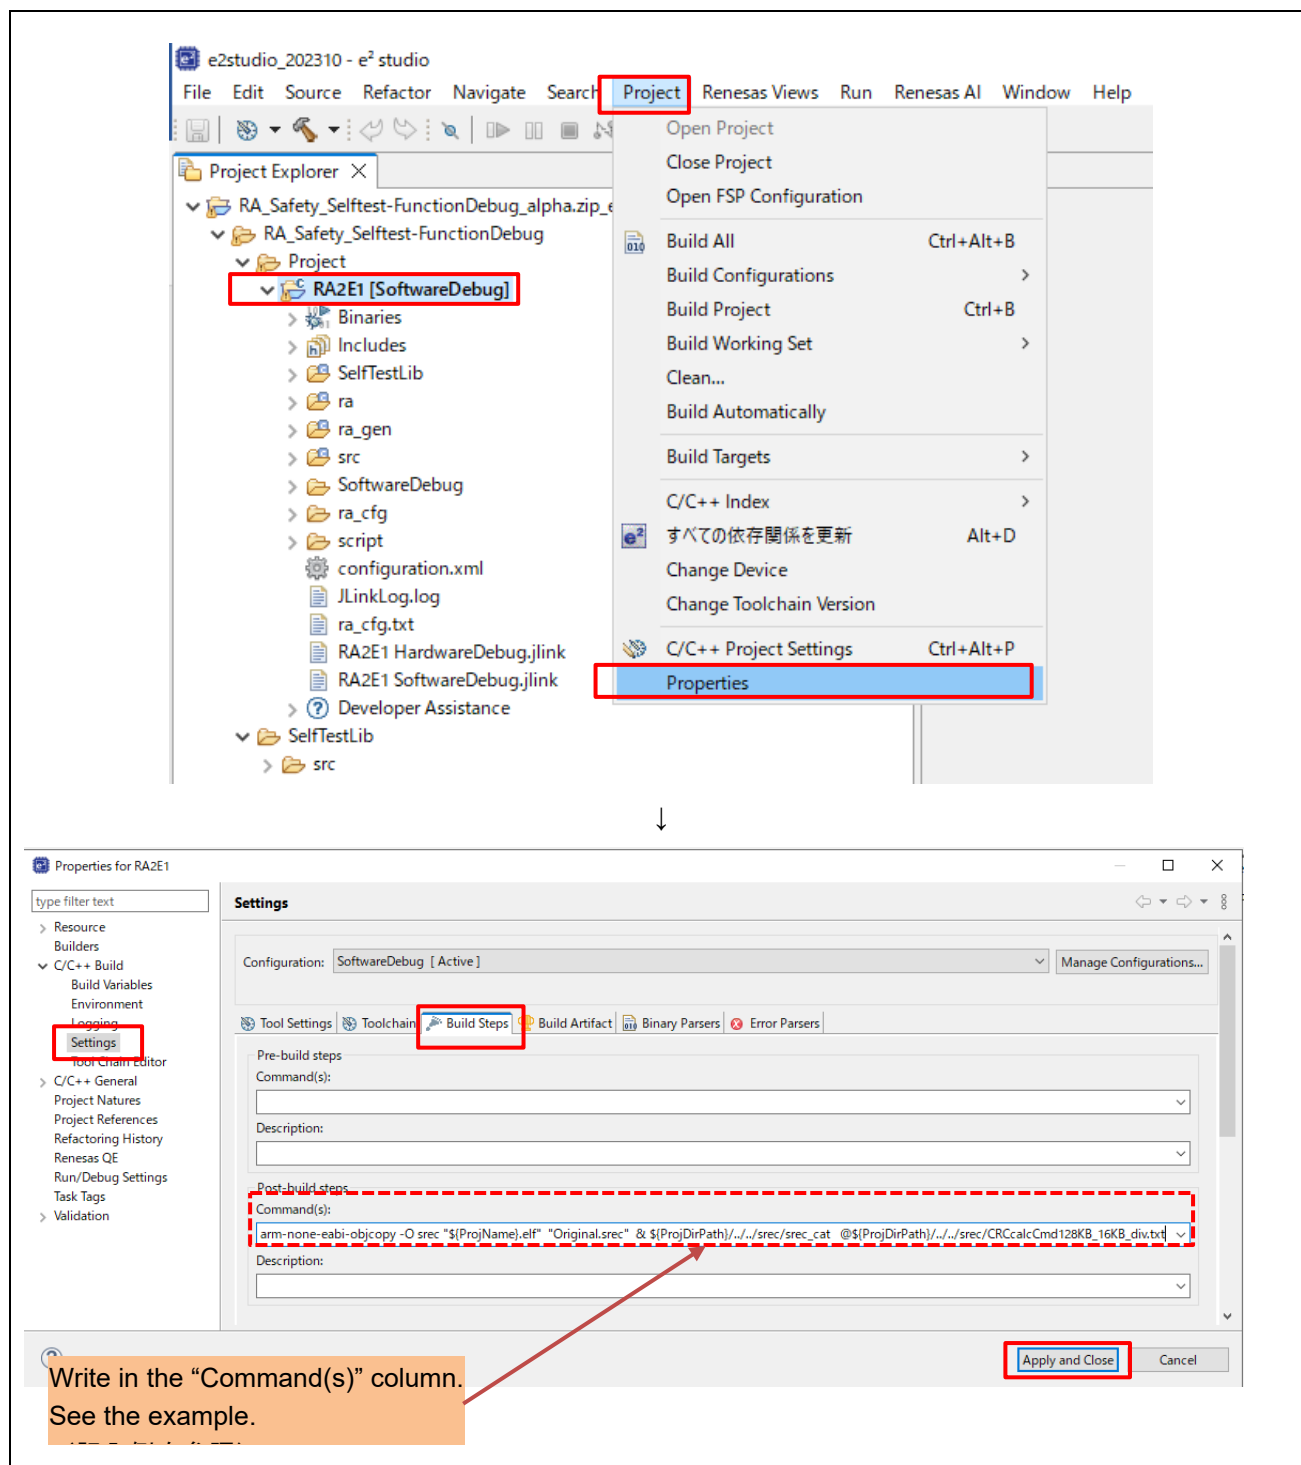 e2studio_202310 - e² studio
File Edit Source Refactor Navigate Search Project Renesas Views Run Renesas AI Window Help
Project Explorer
RA_Safety_Selftest-FunctionDebug_alpha.zip_e
RA_Safety_Selftest-FunctionDebug
Project
RA2E1 [SoftwareDebug]
Binaries
Includes
SelfTestLib
ra
ra_gen
src
SoftwareDebug
ra_cfg
script
configuration.xml
JLinkLog.log
ra_cfg.txt
RA2E1 HardwareDebug.jlink
RA2E1 SoftwareDebug.jlink
Developer Assistance
SelfTestLib
src
Open Project
Close Project
Open FSP Configuration
Build All Ctrl+Alt+B
Build Configurations >
Build Project Ctrl+B
Build Working Set >
Clean...
Build Automatically
Build Targets >
C/C++ Index >
すべての依存関係を更新 Alt+D
Change Device
Change Toolchain Version
C/C++ Project Settings Ctrl+Alt+P
Properties
↓
Properties for RA2E1
type filter text
Resource
Builders
C/C++ Build
Build Variables
Environment
Logging
Settings
Tool Chain Editor
C/C++ General
Project Natures
Project References
Refactoring History
Renesas QE
Run/Debug Settings
Task Tags
Validation
Settings
Configuration: SoftwareDebug [ Active ] Manage Configurations...
Tool Settings Toolchain Build Steps Build Artifact Binary Parsers Error Parsers
Pre-build steps
Command(s):
Description:
Post-build steps
Command(s):
arm-none-eabi-objcopy -O srec "${ProjName}.elf" "Original.srec" & ${ProjDirPath}/../../srec/srec_cat @${ProjDirPath}/../../srec/CRCcalcCmd128KB_16KB_div.txt
Description:
Apply and Close Cancel
Write in the “Command(s)” column.
See the example.